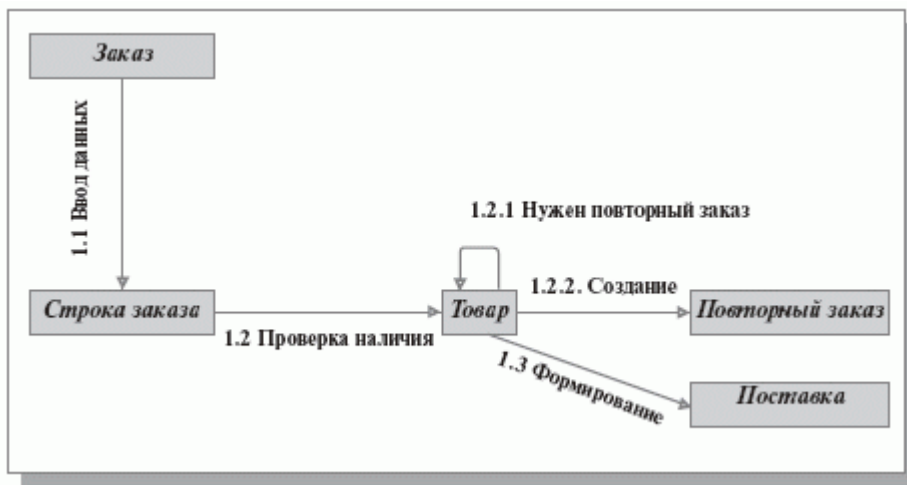 Заказ
1.1 Ввод данных
1.2.1 Нужен повторный заказ
1.2.2. Создание
Строка заказа
Товар
Повторный заказ
1.2 Проверка наличия
1.3 Формирование
Поставка